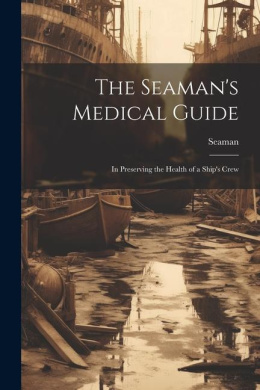 The Seaman's
Medical Guide
In Preserving the Health of a Ship's Crew
Seaman